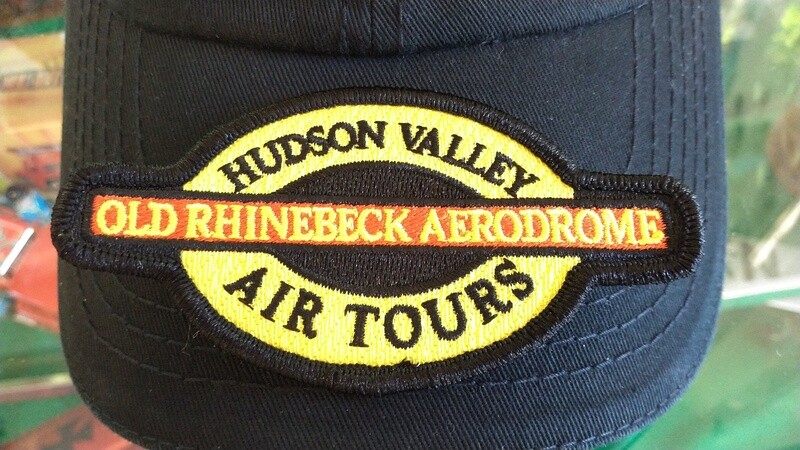 HUDSON VALLEY
OLD RHINEBECK AERODROME
AIR TOURS